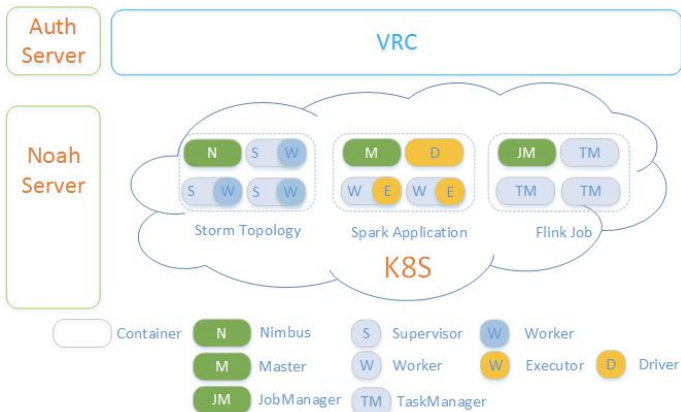 Auth
Server
VRC
Noah
Server
N S W
M D
JM TM
S W S W
W E W E
TM TM
Storm Topology
Spark Application
Flink Job
K8S
Container
N Nimbus
S Supervisor
W Worker
M Master
W Worker
W Executor
D Driver
JM JobManager
TM TaskManager